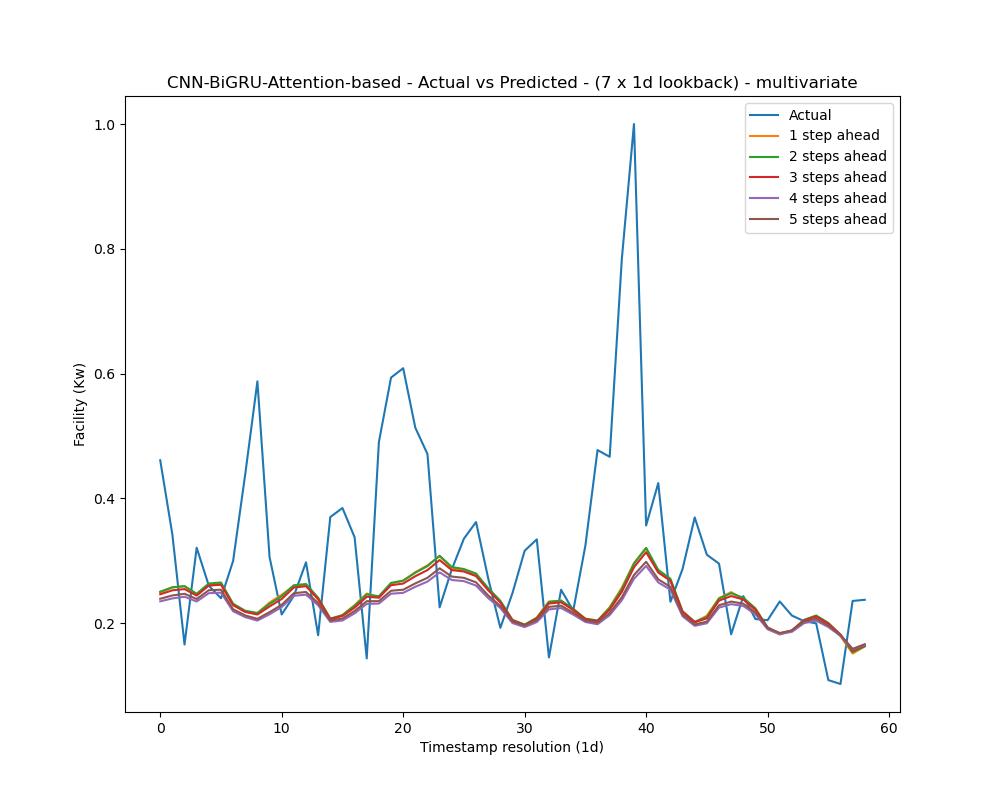 CNN-BiGRU-Attention-based - Actual vs Predicted - (7 x 1d lookback) - multivariate
Actual
1 step ahead
2 steps ahead
3 steps ahead
4 steps ahead
5 steps ahead
1.0
0.8
0.6
0.4
0.2
Facility (Kw)
0 10 20 30 40 50 60
Timestamp resolution (1d)